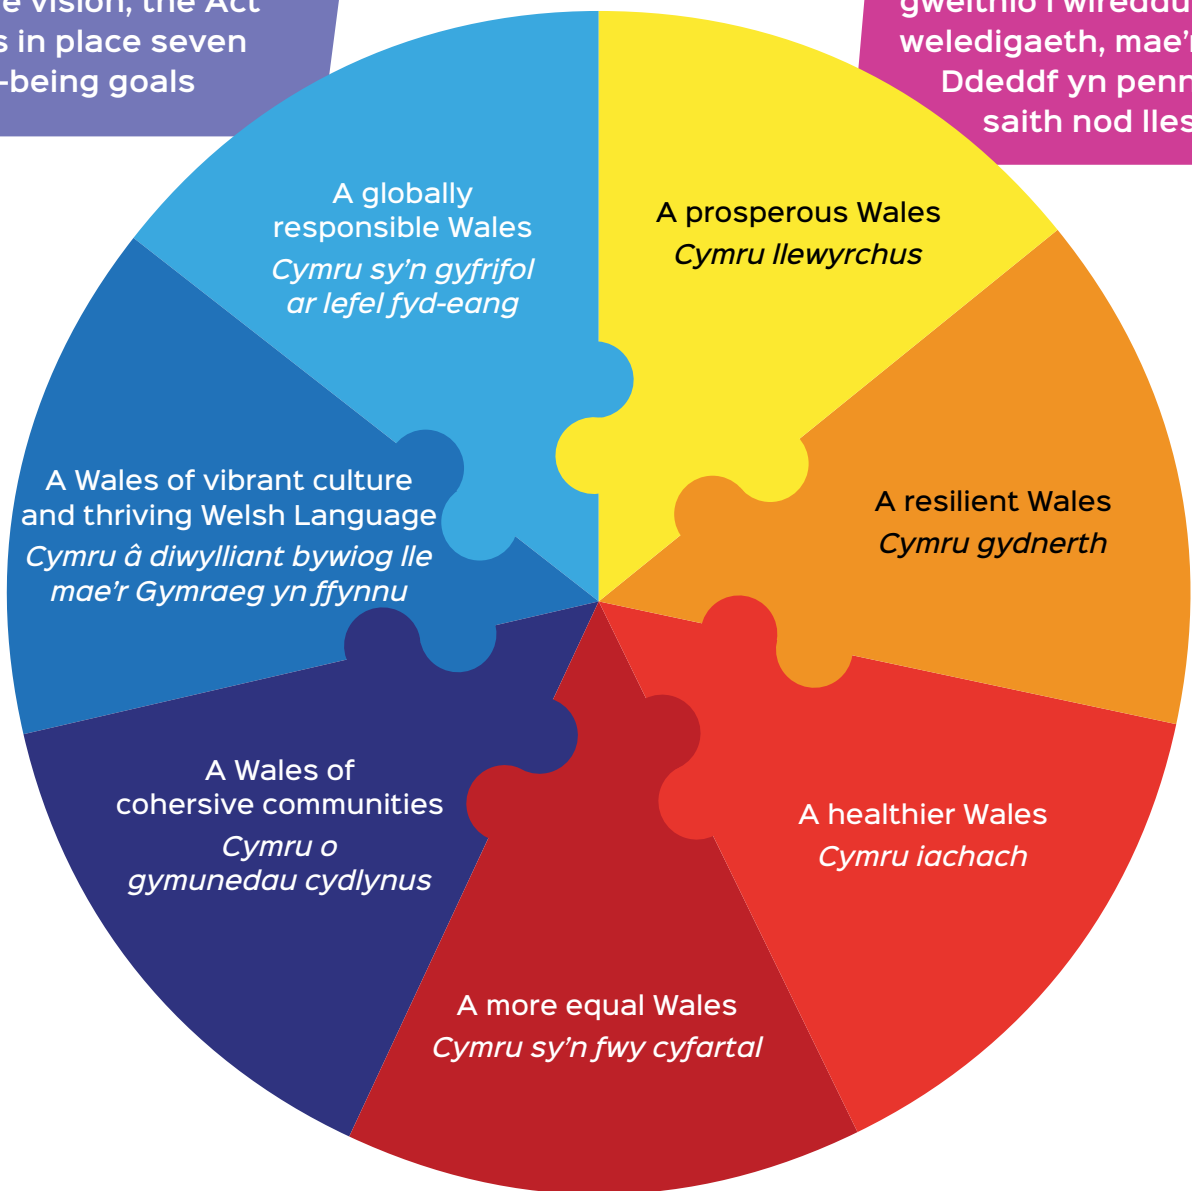 vision, the Act
in place seven
-being goals
weledigaeth, mae'r
Ddeddf yn
saith nod lles
A globally
responsible Wales
Cymru sy'n gyfrifol
ar lefel fyd-eang
A prosperous Wales
Cymru llewyrchus
A resilient Wales
Cymru gydnerth
A healthier Wales
Cymru iachach
A more equal Wales
Cymru sy'n fwy cyfartal
A Wales of
cohersive communities
Cymru o
gymunedau cydlynus
A Wales of vibrant culture
and thriving Welsh Language
Cymru â diwylliant bywiog lle
mae'r Gymraeg yn ffynnu